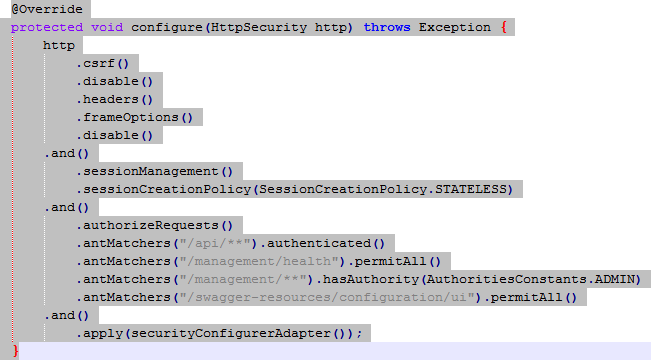 @Override
protected void configure(HttpSecurity http) throws Exception {
    http
        .csrf()
        .disable()
        .headers()
        .frameOptions()
        .disable()
    .and()
        .sessionManagement()
        .sessionCreationPolicy(SessionCreationPolicy.STATELESS)
    .and()
        .authorizeRequests()
        .antMatchers("/api/**").authenticated()
        .antMatchers("/management/health").permitAll()
        .antMatchers("/management/**").hasAuthority(AuthoritiesConstants.ADMIN)
        .antMatchers("/swagger-resources/configuration/ui").permitAll()
    .and()
        .apply(securityConfigurerAdapter());
}